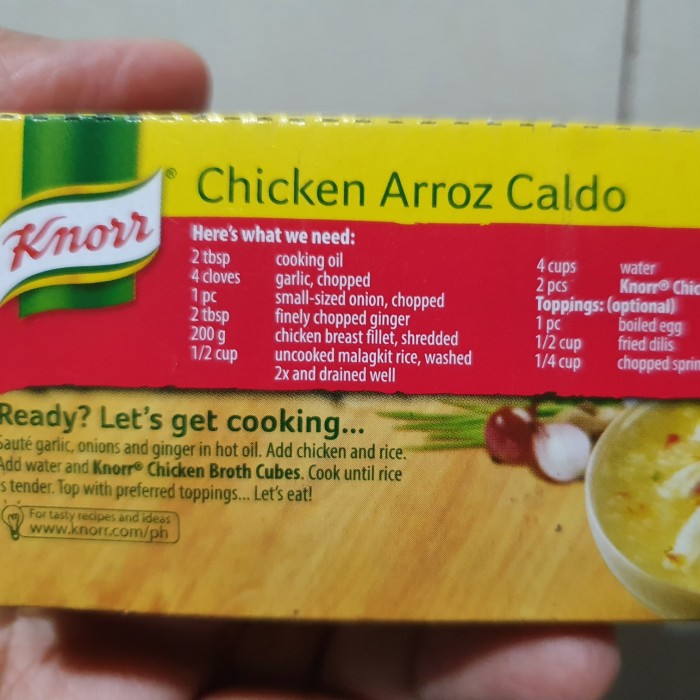 Knorr®
Chicken Arroz Caldo
Here's what we need:
2 tbsp cooking oil
4 cloves garlic, chopped
1 pc small-sized onion, chopped
2 tbsp finely chopped ginger
200 g chicken breast fillet, shredded
1/2 cup uncooked malagkit rice, washed
2x and drained well
4 cups water
2 pcs Knorr® Chic
Toppings: (optional)
1 pc boiled egg
1/2 cup fried dilis
1/4 cup chopped sprin
Ready? Let's get cooking...
Sauté garlic, onions and ginger in hot oil. Add chicken and rice.
Add water and Knorr® Chicken Broth Cubes. Cook until rice
s tender. Top with preferred toppings... Let's eat!
For tasty recipes and ideas
www.knorr.com/ph